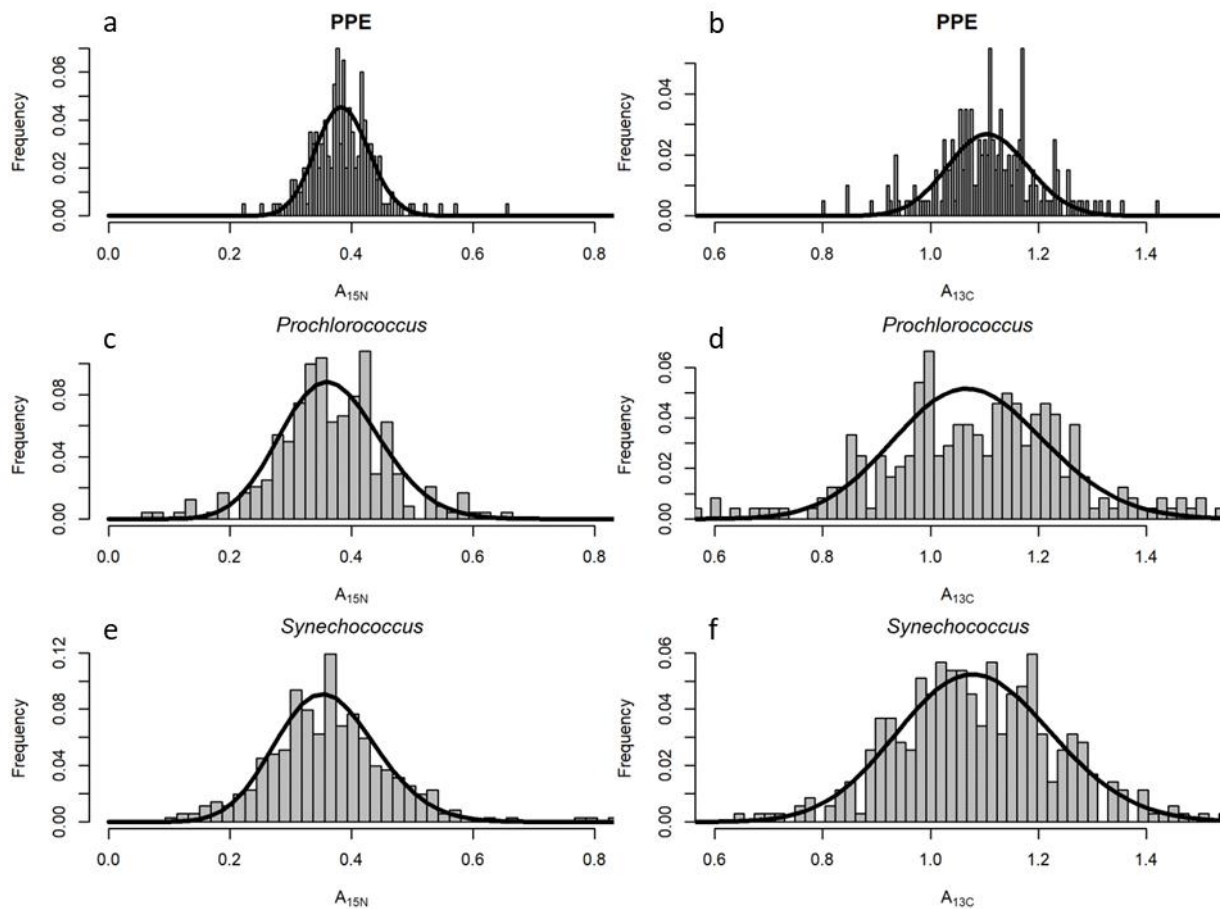 a PPE
Frequency
0.00 0.02 0.04 0.06
0.0 0.2 0.4 0.6 0.8
A15N
b PPE
Frequency
0.00 0.02 0.04
0.6 0.8 1.0 1.2 1.4
A13C
c Prochlorococcus
Frequency
0.00 0.04 0.08
0.0 0.2 0.4 0.6 0.8
A15N
d Prochlorococcus
Frequency
0.00 0.02 0.04 0.06
0.6 0.8 1.0 1.2 1.4
A13C
e Synechococcus
Frequency
0.00 0.04 0.08 0.12
0.0 0.2 0.4 0.6 0.8
A15N
f Synechococcus
Frequency
0.00 0.02 0.04 0.06
0.6 0.8 1.0 1.2 1.4
A13C